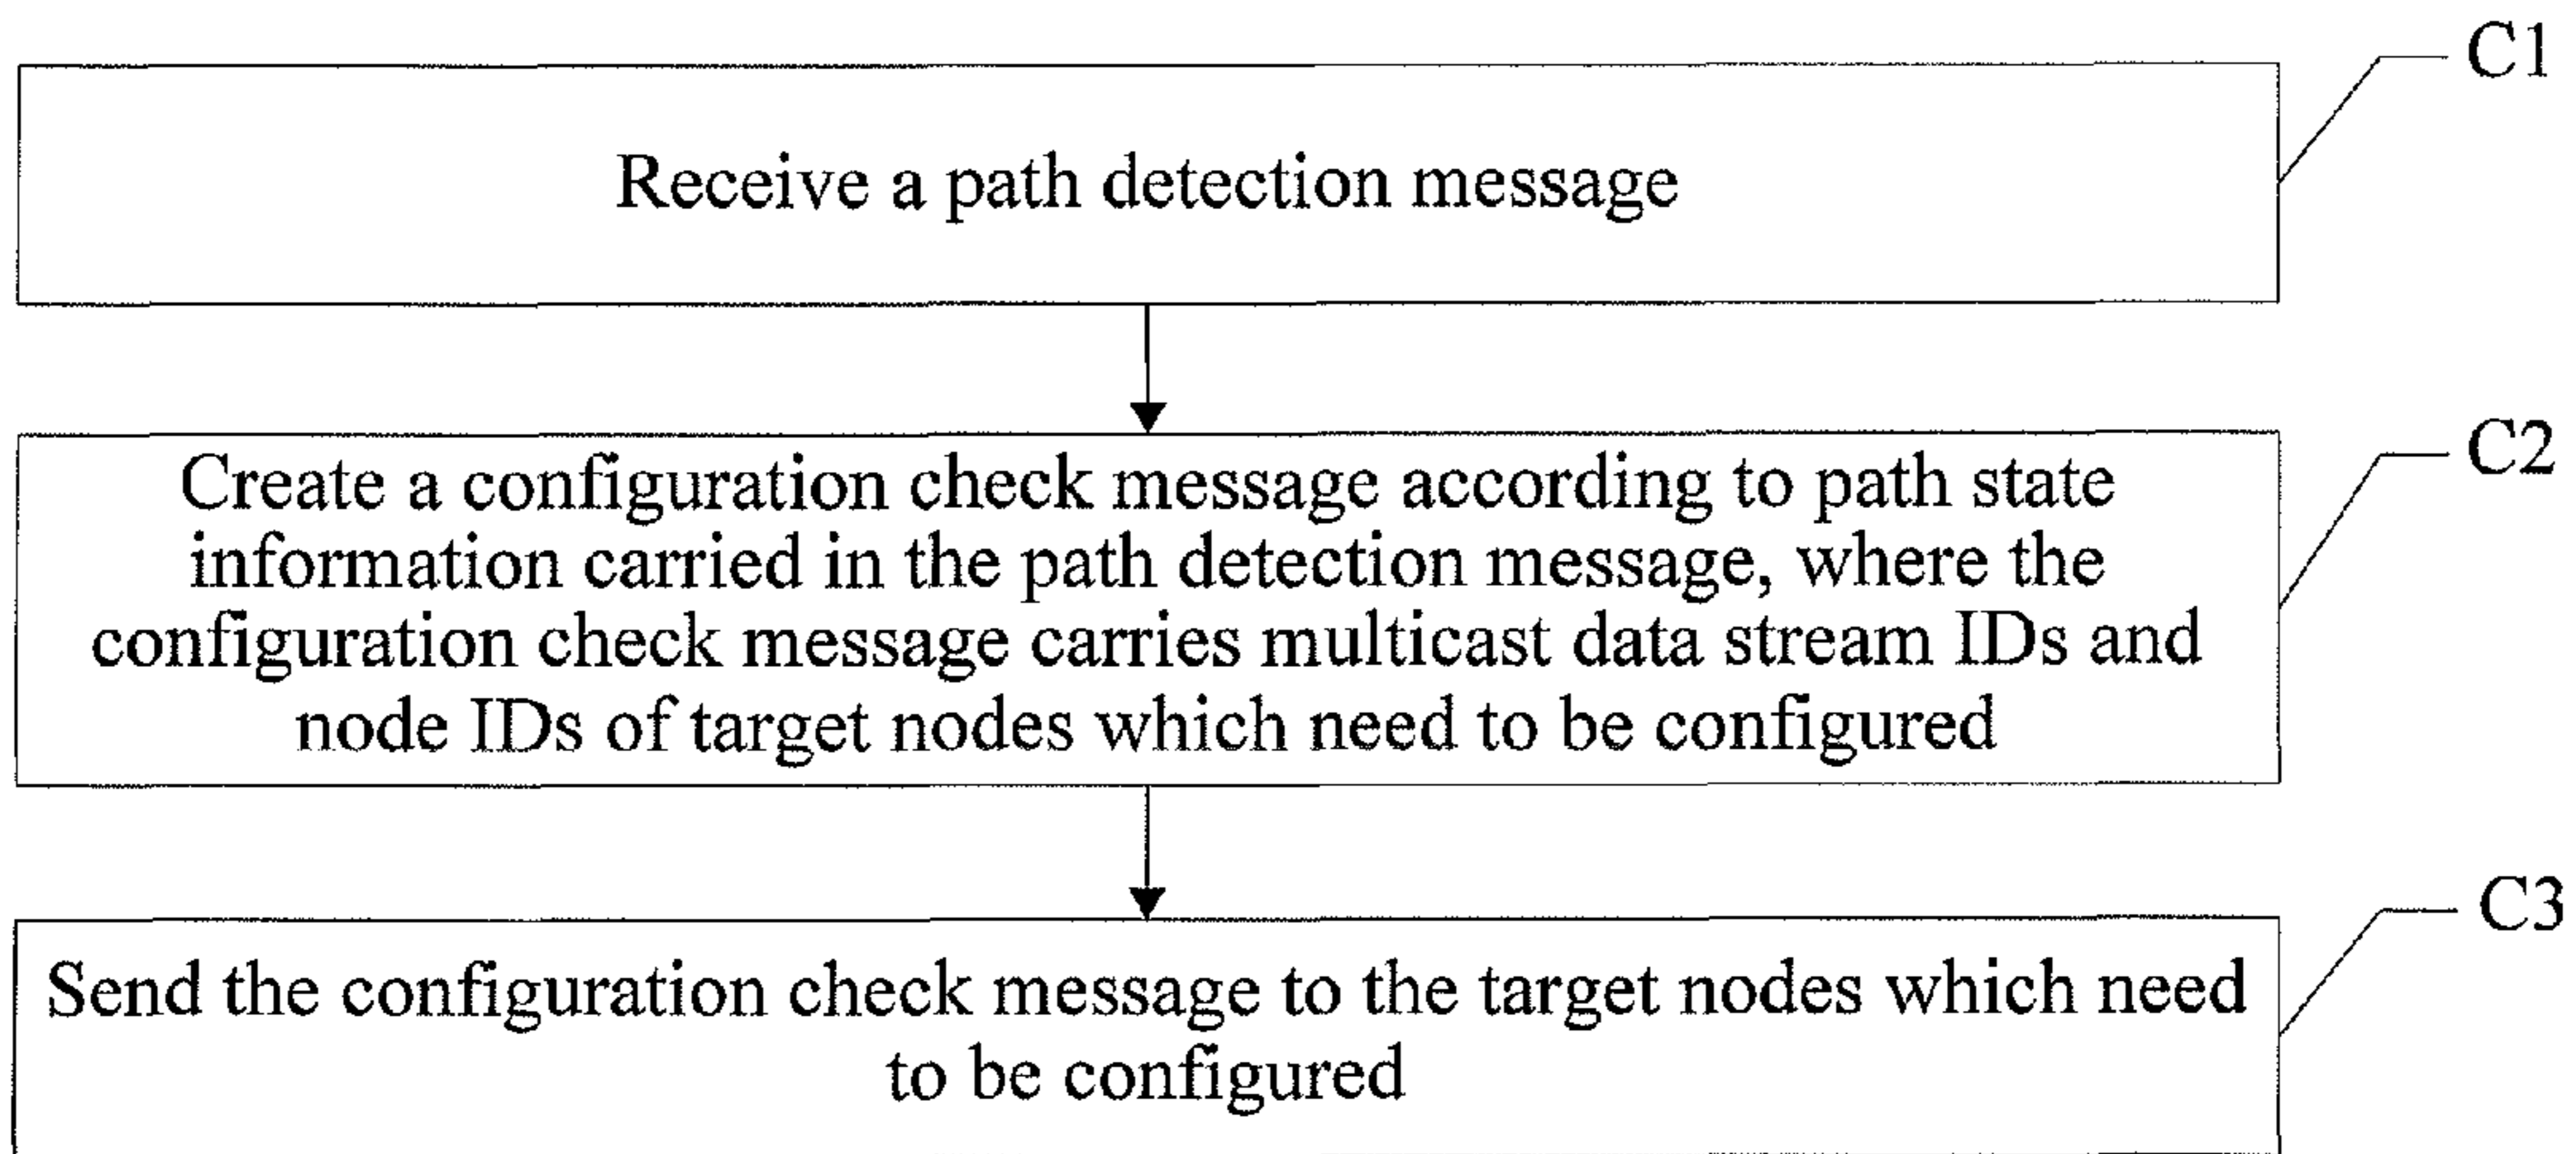 C1
Receive a path detection message
C2
Create a configuration check message according to path state
information carried in the path detection message, where the
configuration check message carries multicast data stream IDs and
node IDs of target nodes which need to be configured
C3
Send the configuration check message to the target nodes which need
to be configured